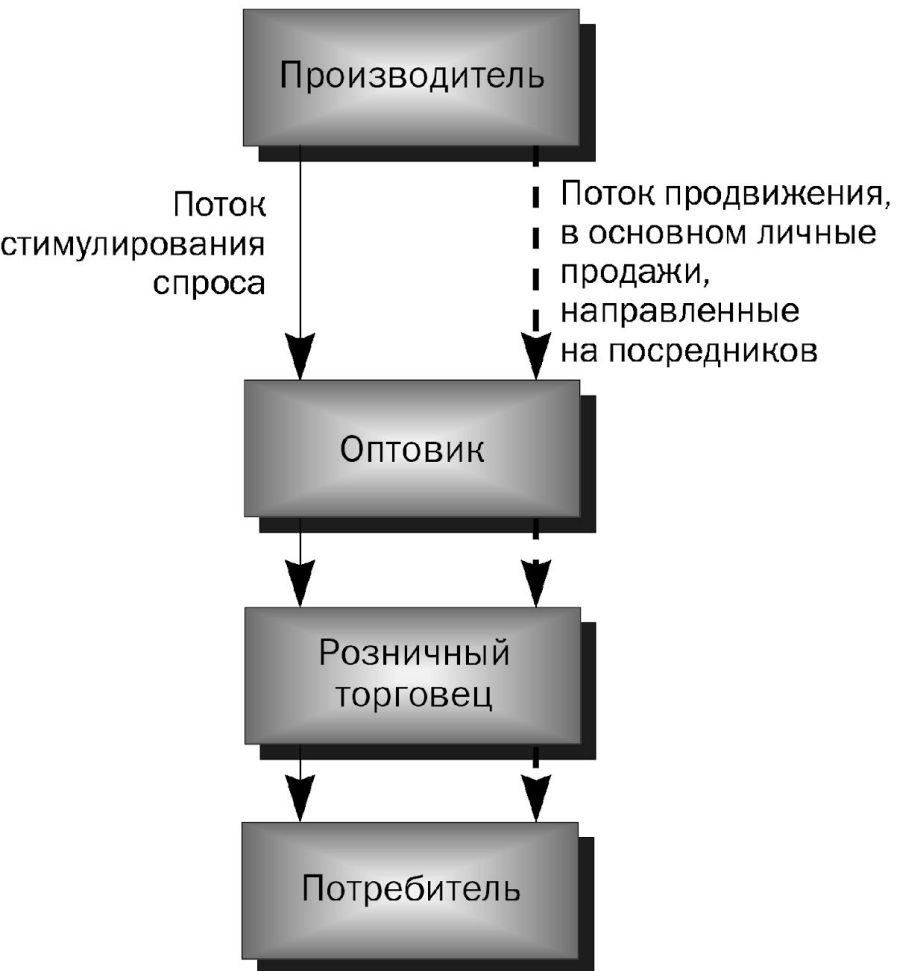 Производитель
Поток
стимулирования
спроса
Поток продвижения,
в основном личные
продажи,
направленные
на посредников
Оптовик
Розничный
торговец
Потребитель